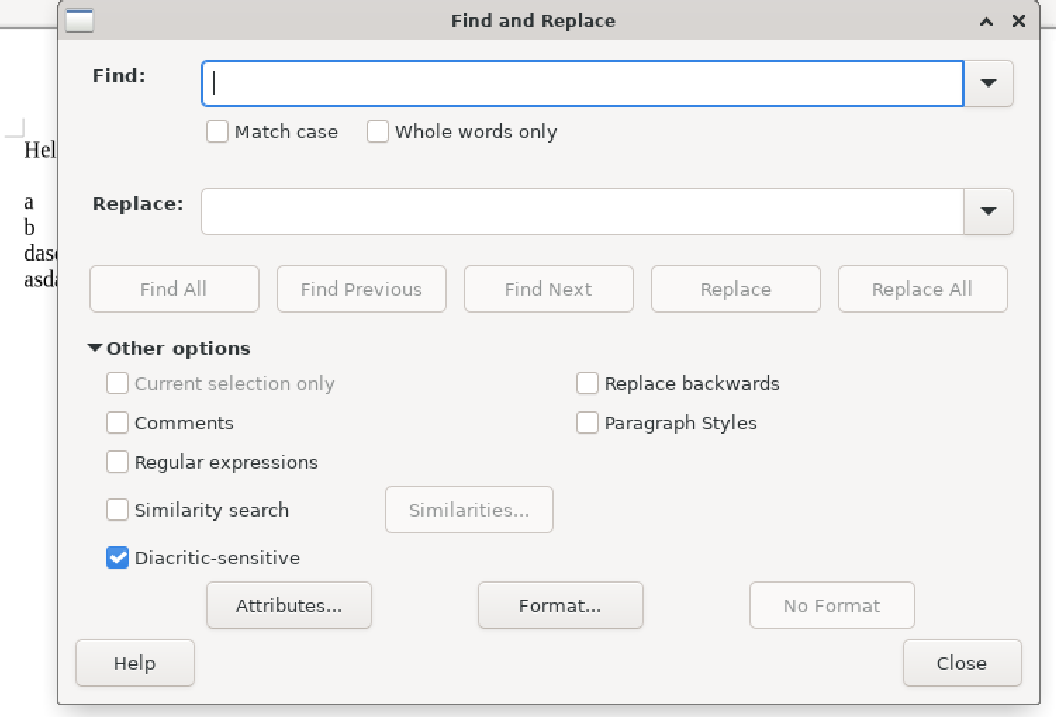 Find and Replace
Find:
Match case Whole words only
Hel
Replace:
a
b
asda
Find All Find Previous Find Next Replace Replace All
Other options
Current selection only Replace backwards
Comments Paragraph Styles
Regular expressions
Similarity search Similarities...
Diacritic-sensitive
Attributes... Format... No Format
Help Close